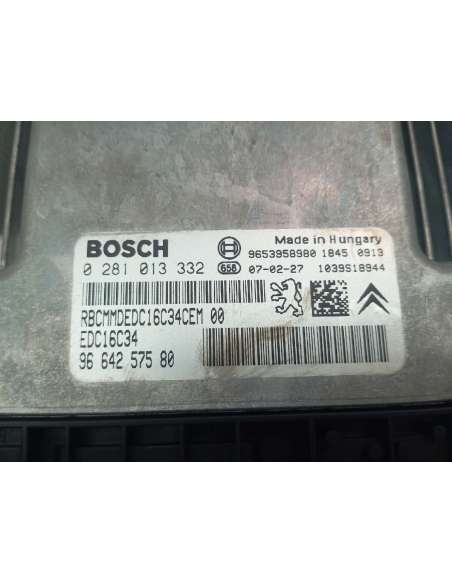 BOSCH
Made in Hungary
9653958980 1845 0913
0 281 013 332 658 07-02-27 1039S18944
RBCMMDEDC16C34CEM 00
EDC16C34
96 642 575 80